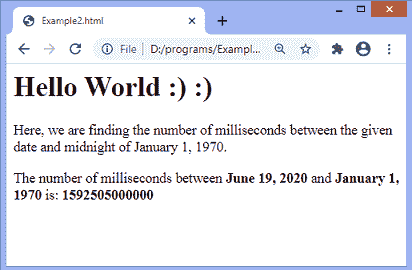 Example2.html
File
D:/programs/Exampl...
Hello World :) :)
Here, we are finding the number of milliseconds between the given
date and midnight of January 1, 1970.
The number of milliseconds between June 19, 2020 and January 1,
1970 is: 1592505000000